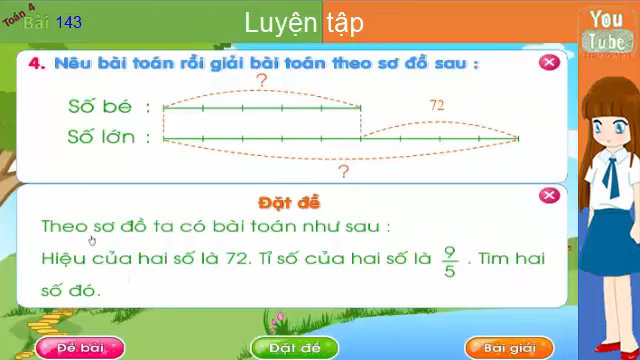 Toán 4
Bài 143
Luyện tập
You
Tube
4. Nêu bài toán rồi giải bài toán theo sơ đồ sau :
?
Số bé :
72
Số lớn :
?
Đặt đề
Theo sơ đồ ta có bài toán như sau :
Hiệu của hai số là 72. Tỉ số của hai số là 9/5 . Tìm hai
số đó.
Đề bài
Đặt đề
Bài giải